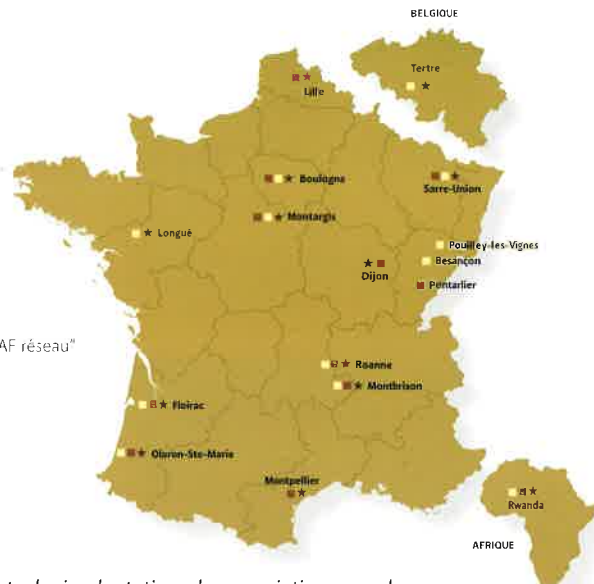 BELGIQUE
Tertre
Lille
Boulogne
Sarre-Union
Montargis
Longué
Pouilley-les-Vignes
Besançon
Dijon
Pontarlier
AF réseau"
Roanne
Montbrison
Floirac
Oloron-Ste-Marie
Montpellier
Rwanda
AFRIQUE